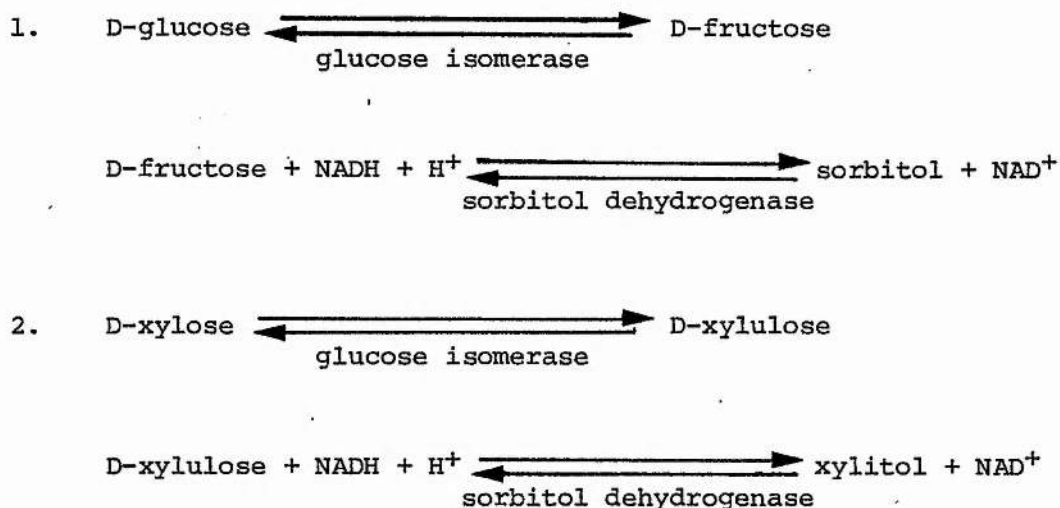 1. D-glucose ⇌ D-fructose
glucose isomerase
D-fructose + NADH + H⁺ ⇌ sorbitol + NAD⁺
sorbitol dehydrogenase
2. D-xylose ⇌ D-xylulose
glucose isomerase
D-xylulose + NADH + H⁺ ⇌ xylitol + NAD⁺
sorbitol dehydrogenase